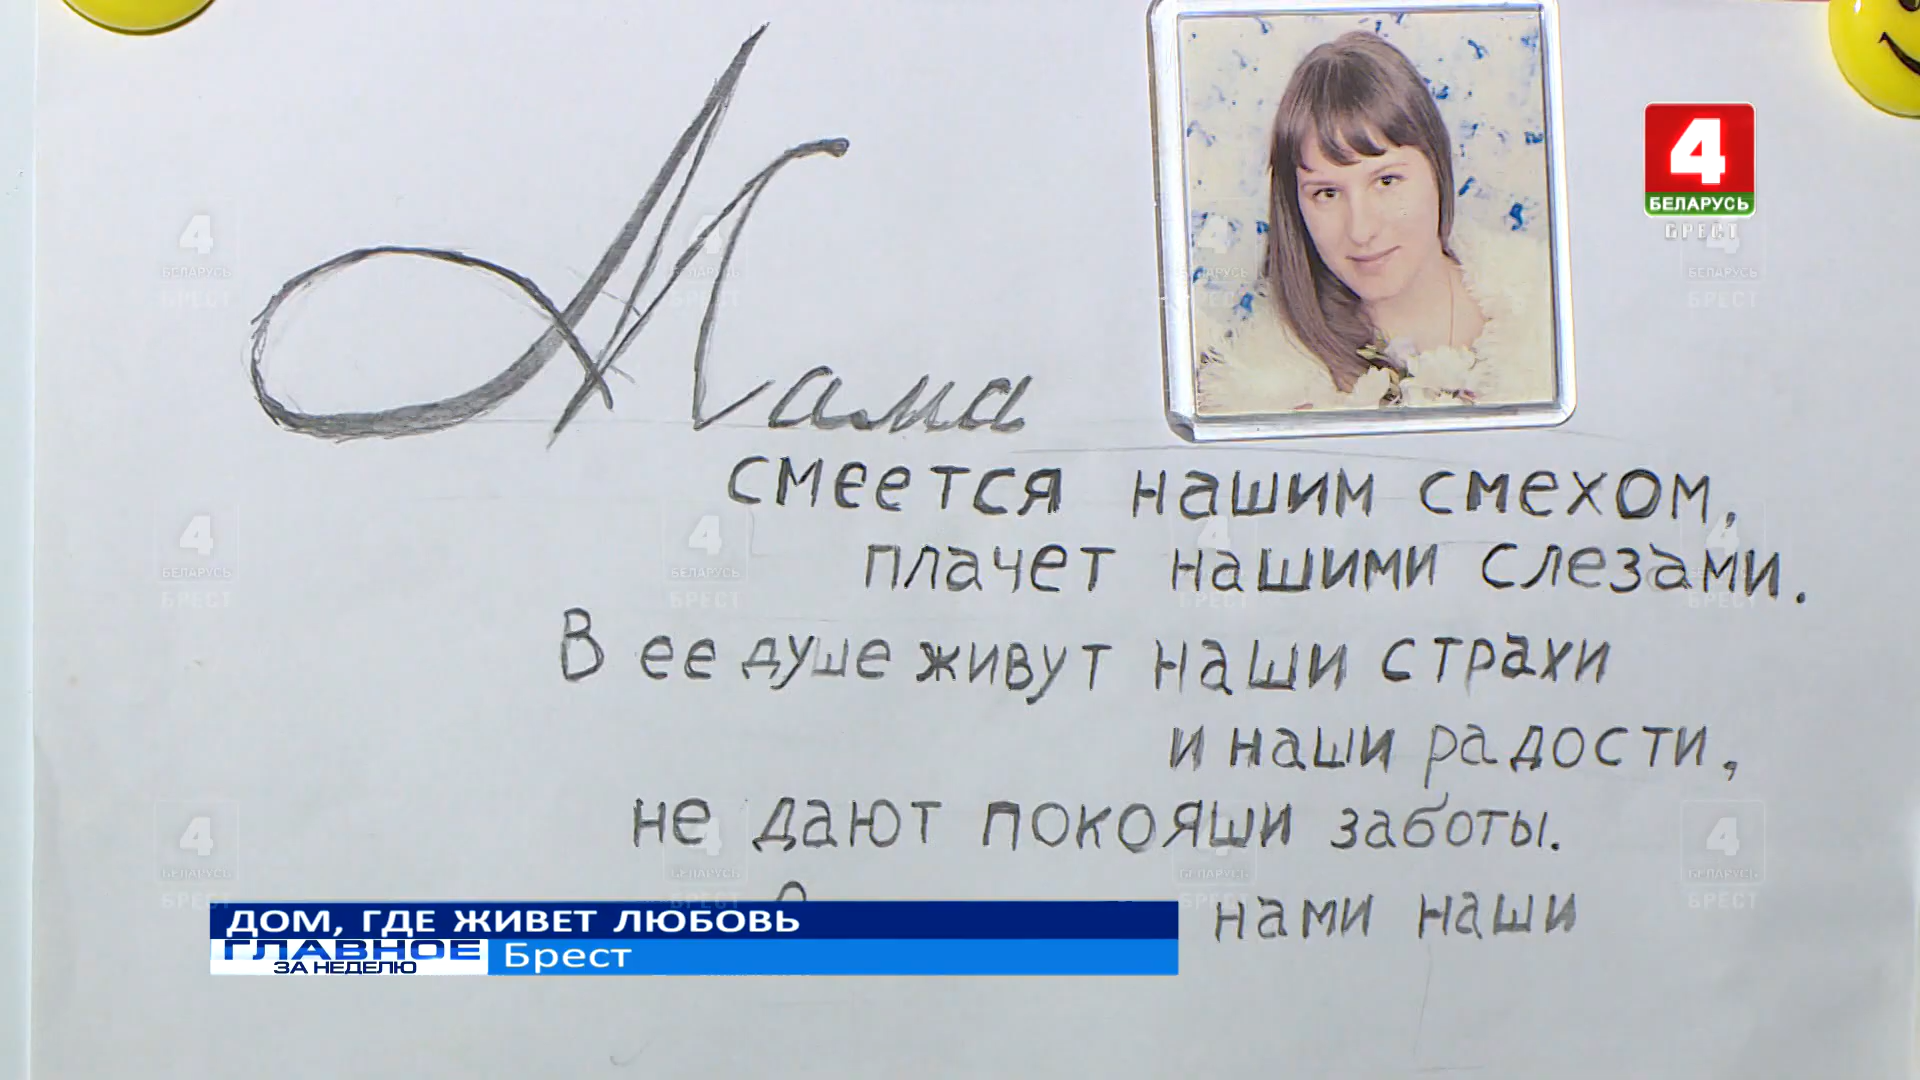 Мама
смеется нашим смехом,
плачет нашими слезами.
В ее душе живут наши страхи
и наши радости,
не дают покояши заботы.
нами наши
4
БЕЛАРУСЬ
БРЕСТ
ДОМ, ГДЕ ЖИВЕТ ЛЮБОВЬ
ГЛАВНОЕ
ЗА НЕДЕЛЮ
Брест